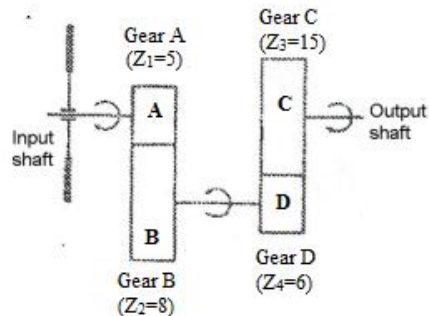 Gear A
(Z1=5)
Gear C
(Z3=15)
A
C
Input
shaft
Output
shaft
B
D
Gear B
(Z2=8)
Gear D
(Z4=6)